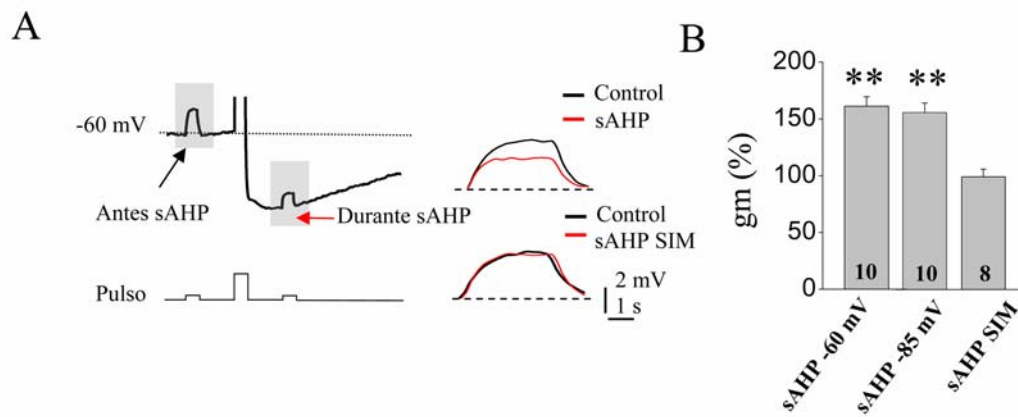 A
-60 mV
Antes sAHP
Durante sAHP
Pulso
Control
sAHP
Control
sAHP SIM
2 mV
1 s
B
gm (%)
200
150
100
50
0
**
**
10
10
8
sAHP -60 mV
sAHP -85 mV
sAHP SIM